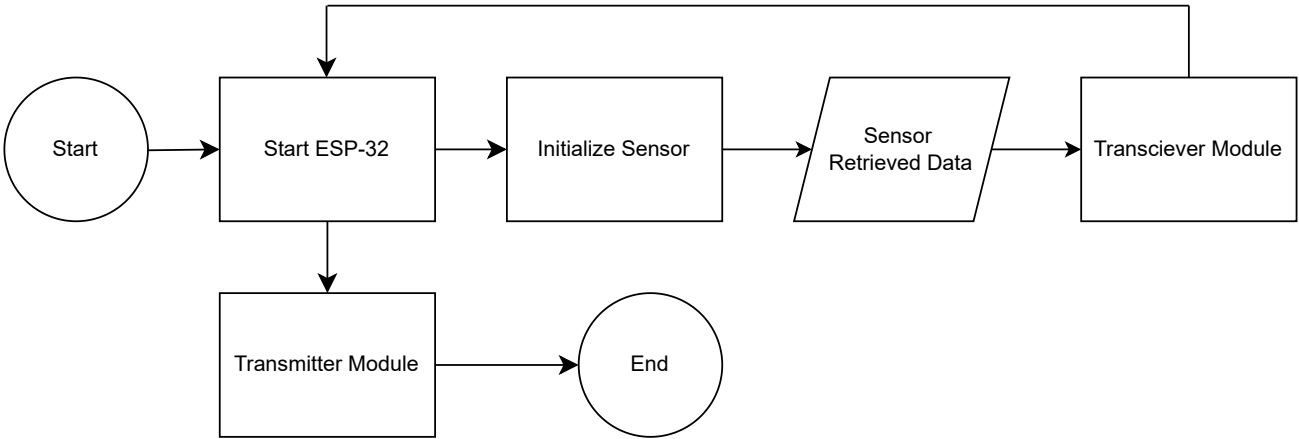 Start
Start ESP-32
Initialize Sensor
Sensor
Retrieved Data
Transciever Module
Transmitter Module
End